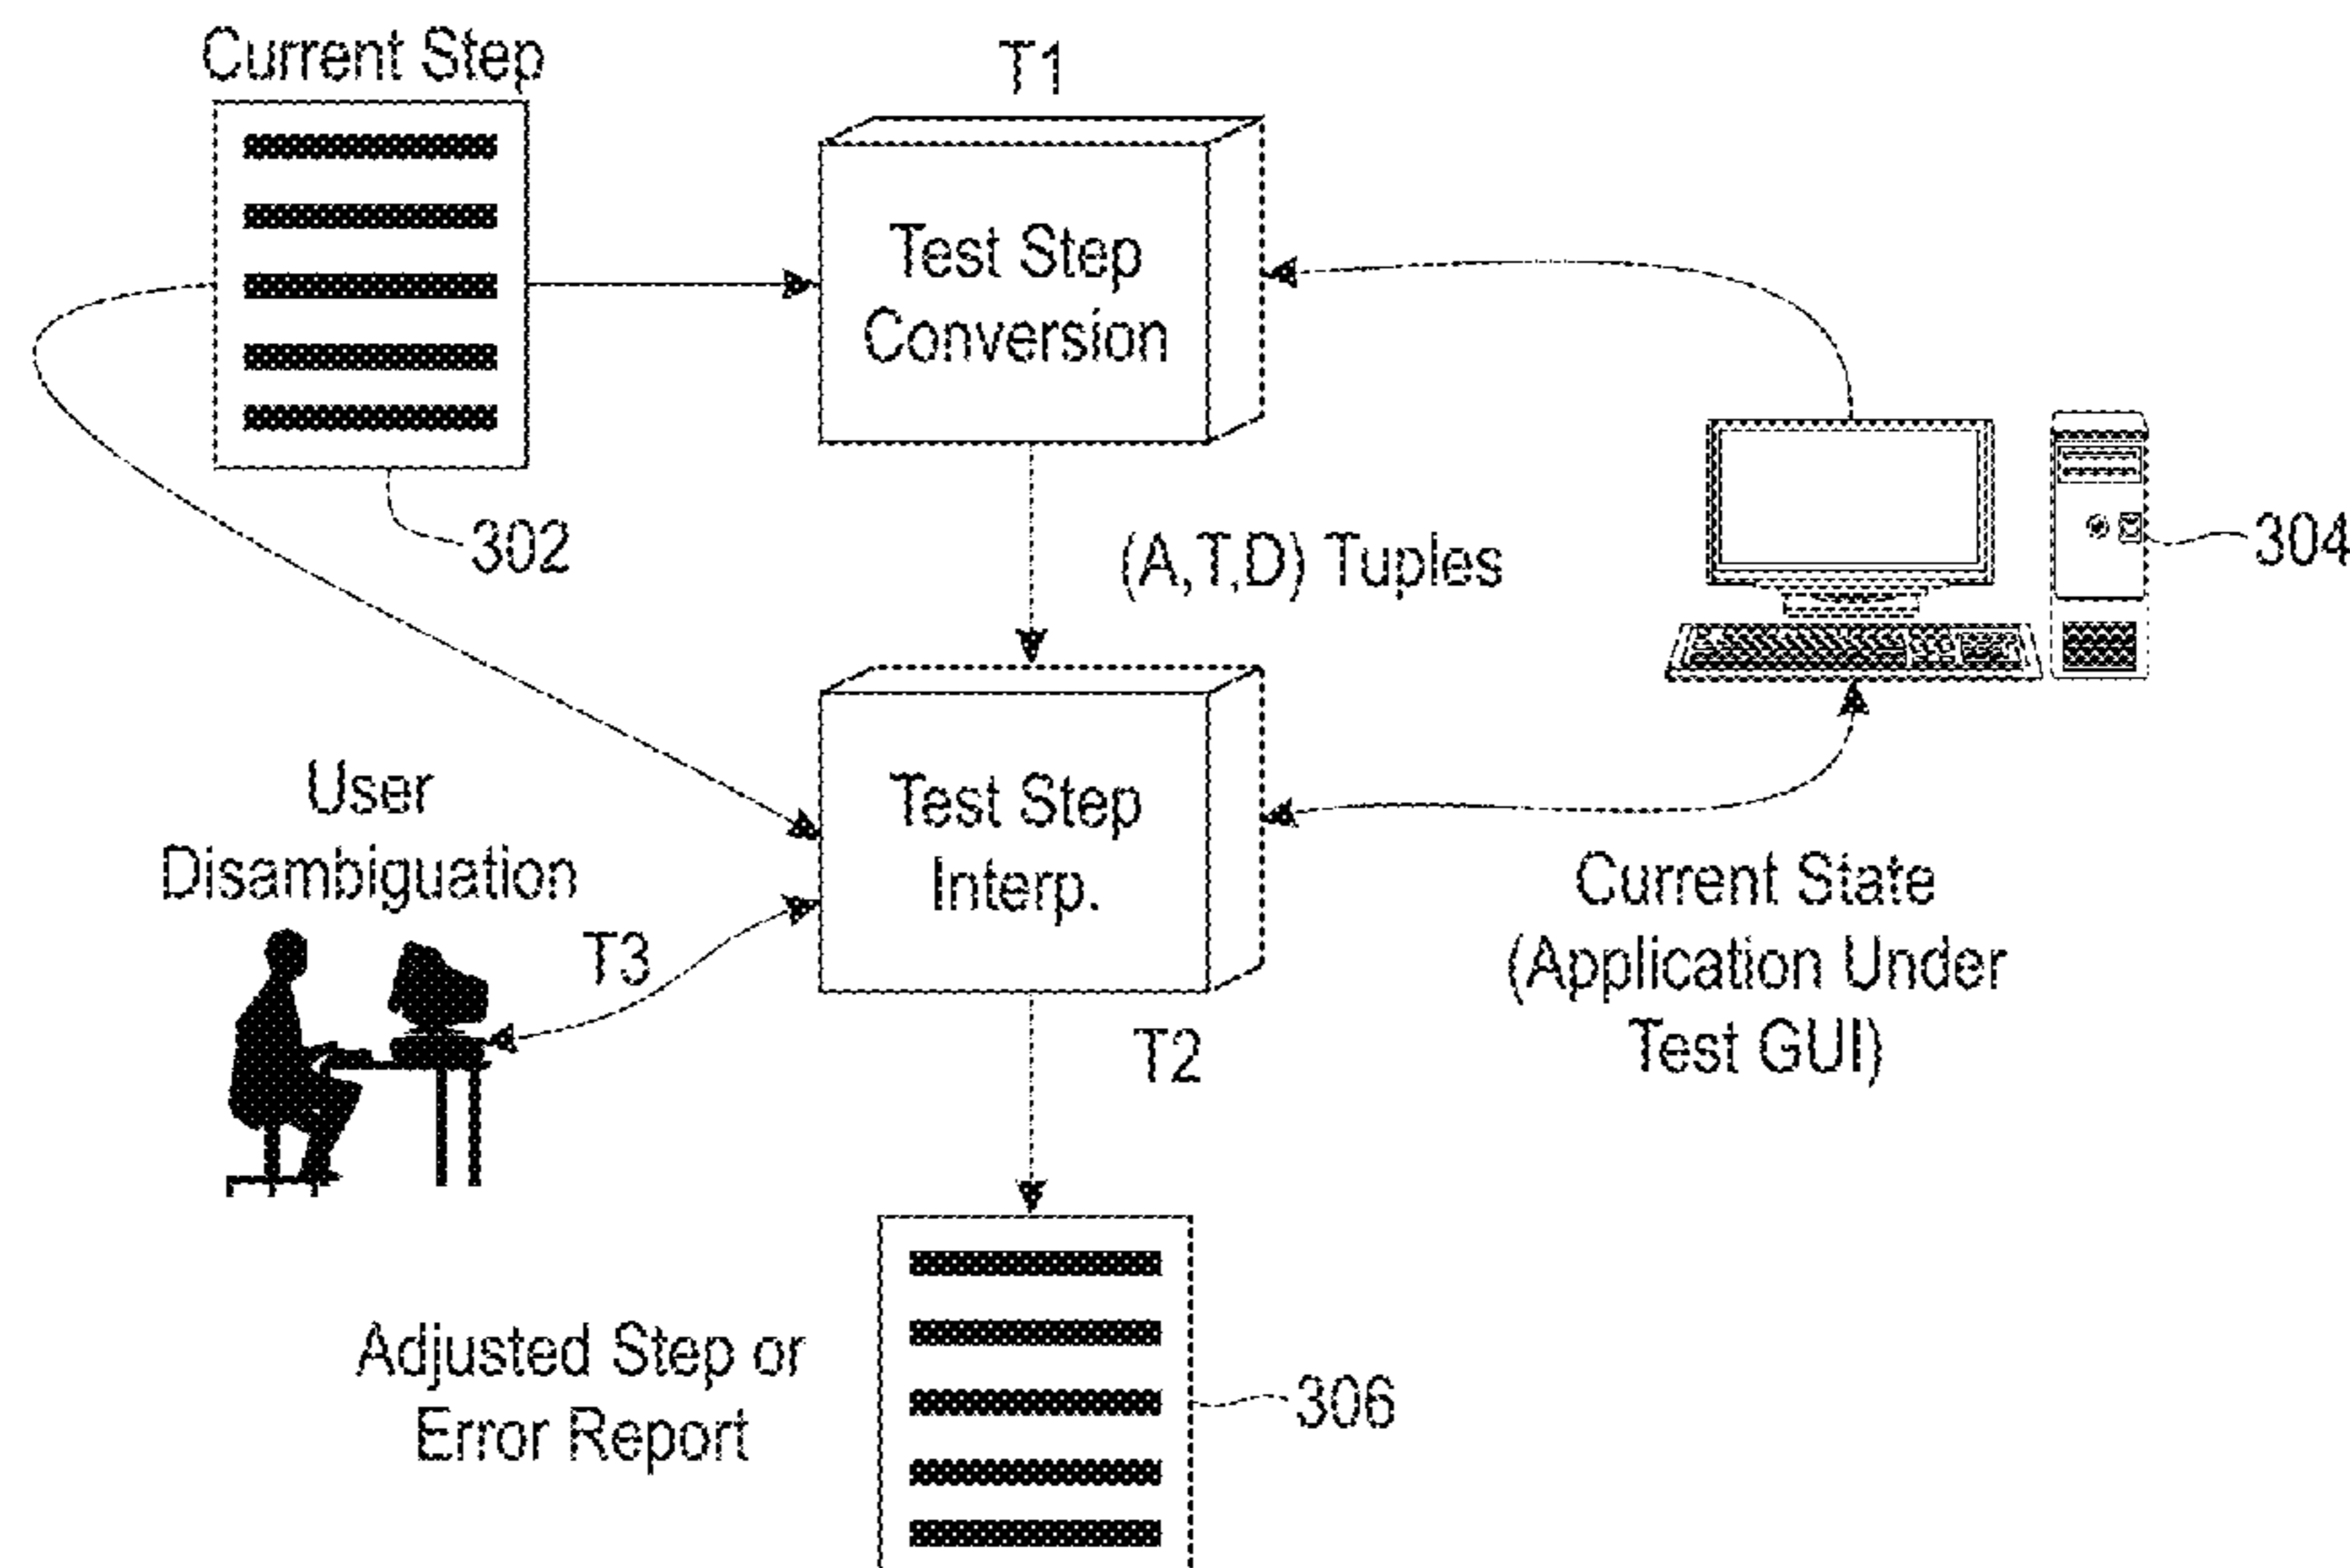 Current Step
T1
Test Step
Conversion
302
(A,T,D) Tuples
304
User
Disambiguation
T3
Test Step
Interp.
Current State
(Application Under
Test GUI)
T2
Adjusted Step or
Error Report
306